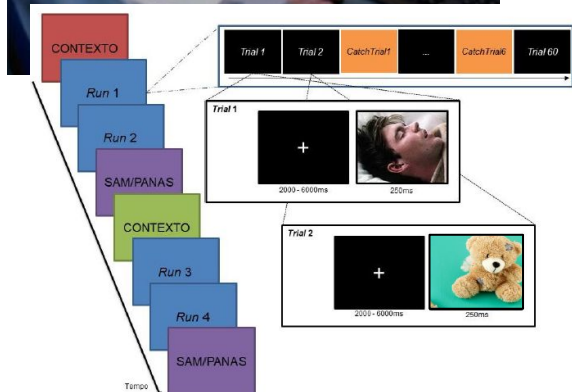 CONTEXTO
Run 1
Run 2
SAM/PANAS
CONTEXTO
Run 3
Run 4
SAM/PANAS
Tempo
Trial 1
Trial 2
CatchTrial1
...
CatchTrial6
Trial 60
Trial 1
+
2000 - 6000ms
250ms
Trial 2
+
2000 - 6000ms
250ms